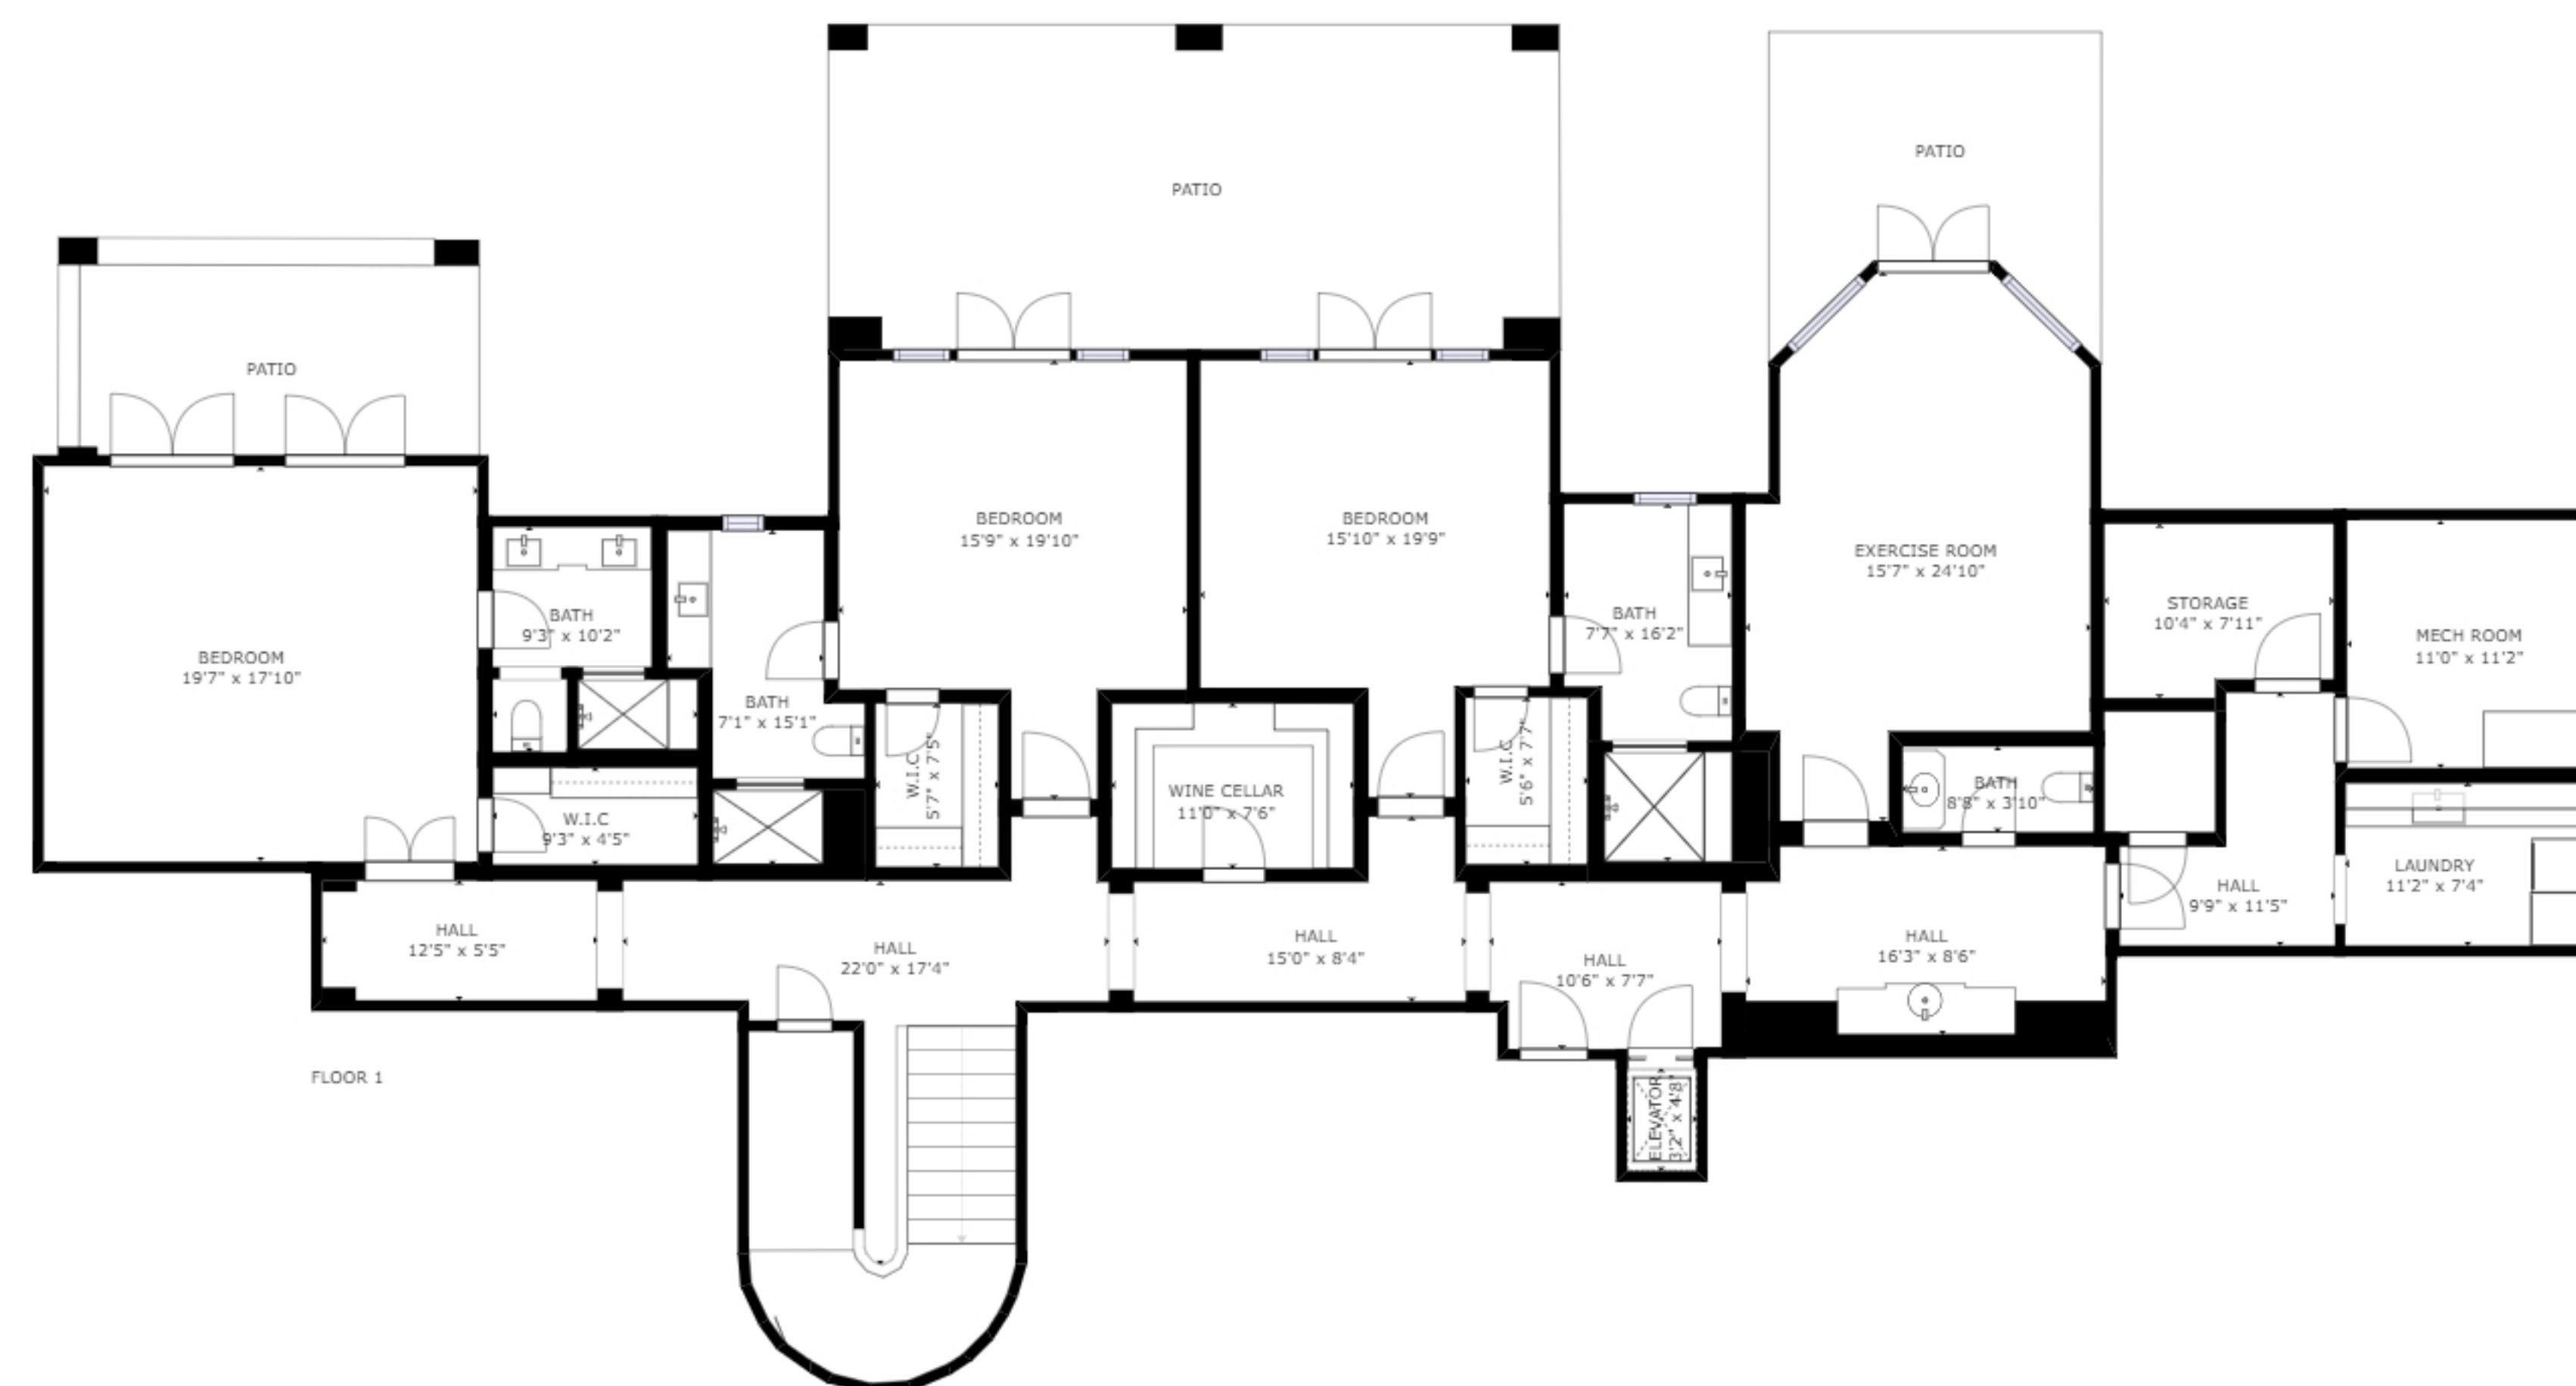 PATIO
PATIO
PATIO
BEDROOM
19'7" x 17'10"
BATH
9'3" x 10'2"
W.I.C
9'3" x 4'5"
BATH
7'1" x 15'1"
BEDROOM
15'9" x 19'10"
W.I.C
5'7" x 7'5"
BEDROOM
15'10" x 19'9"
WINE CELLAR
11'0" x 7'6"
W.I.C
5'6" x 7'7"
BATH
7'7" x 16'2"
EXERCISE ROOM
15'7" x 24'10"
BATH
8'8" x 3'10"
STORAGE
10'4" x 7'11"
MECH ROOM
11'0" x 11'2"
LAUNDRY
11'2" x 7'4"
HALL
9'9" x 11'5"
HALL
12'5" x 5'5"
HALL
22'0" x 17'4"
HALL
15'0" x 8'4"
HALL
10'6" x 7'7"
HALL
16'3" x 8'6"
ELEVATOR
3'2" x 4'8"
FLOOR 1